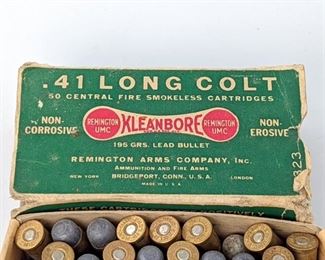 .41 LONG COLT
50 CENTRAL FIRE SMOKELESS CARTRIDGES
NON-
CORROSIVE
REMINGTON
UMC
KLEANBORE
REMINGTON
UMC
NON-
EROSIVE
195 GRS. LEAD BULLET
REMINGTON ARMS COMPANY, INC.
AMMUNITION AND FIRE ARMS
NEW YORK BRIDGEPORT, CONN., U.S.A. LONDON
MADE IN U.S.A.
323